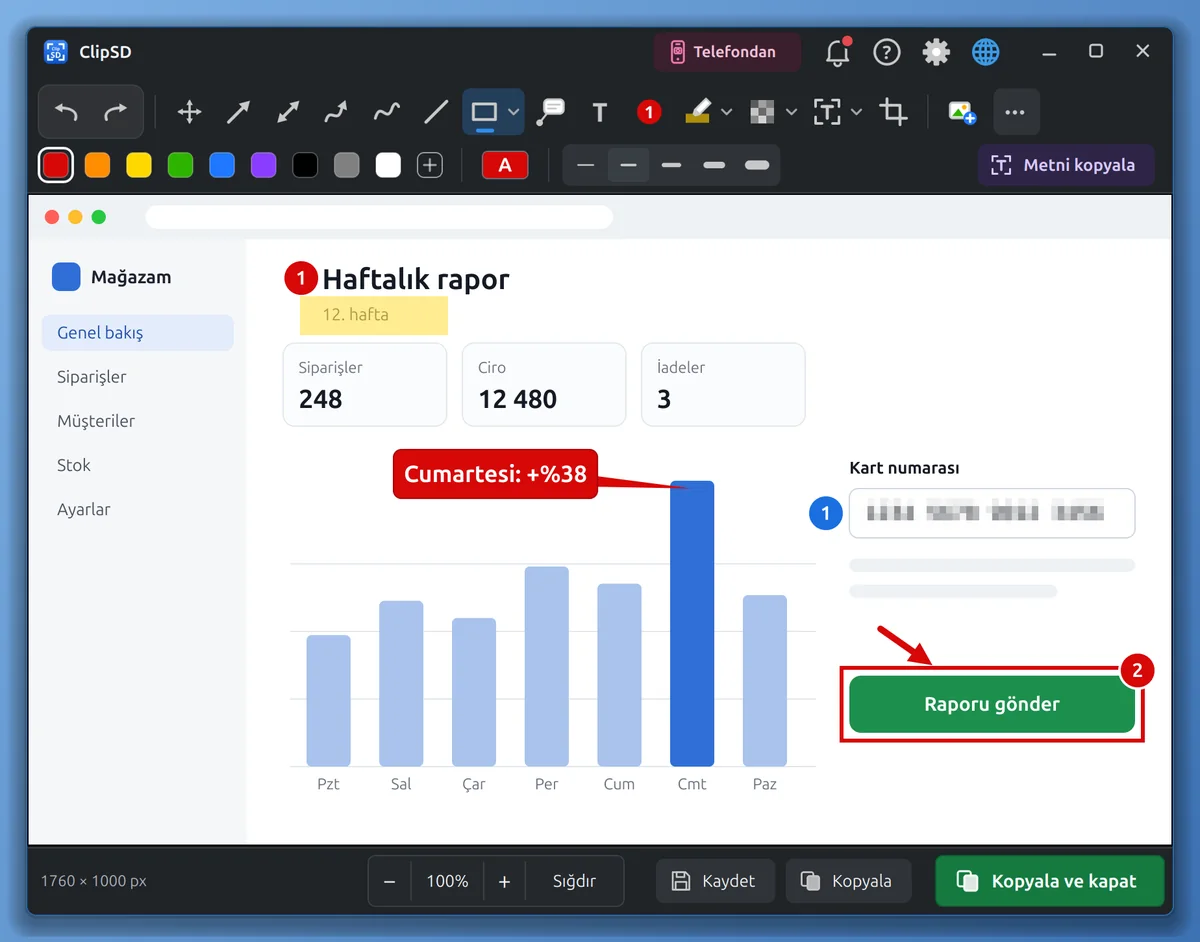 ClipSD
Telefondan
T
1
A
Metni kopyala
Mağazam
Genel bakış
Siparişler
Müşteriler
Stok
Ayarlar
1 Haftalık rapor
12. hafta
Siparişler
248
Ciro
12 480
İadeler
3
Cumartesi: +%38
Pzt
Sal
Çar
Per
Cum
Cmt
Paz
Kart numarası
1
2
Raporu gönder
1760 × 1000 px
− 100% + Sığdır
Kaydet
Kopyala
Kopyala ve kapat